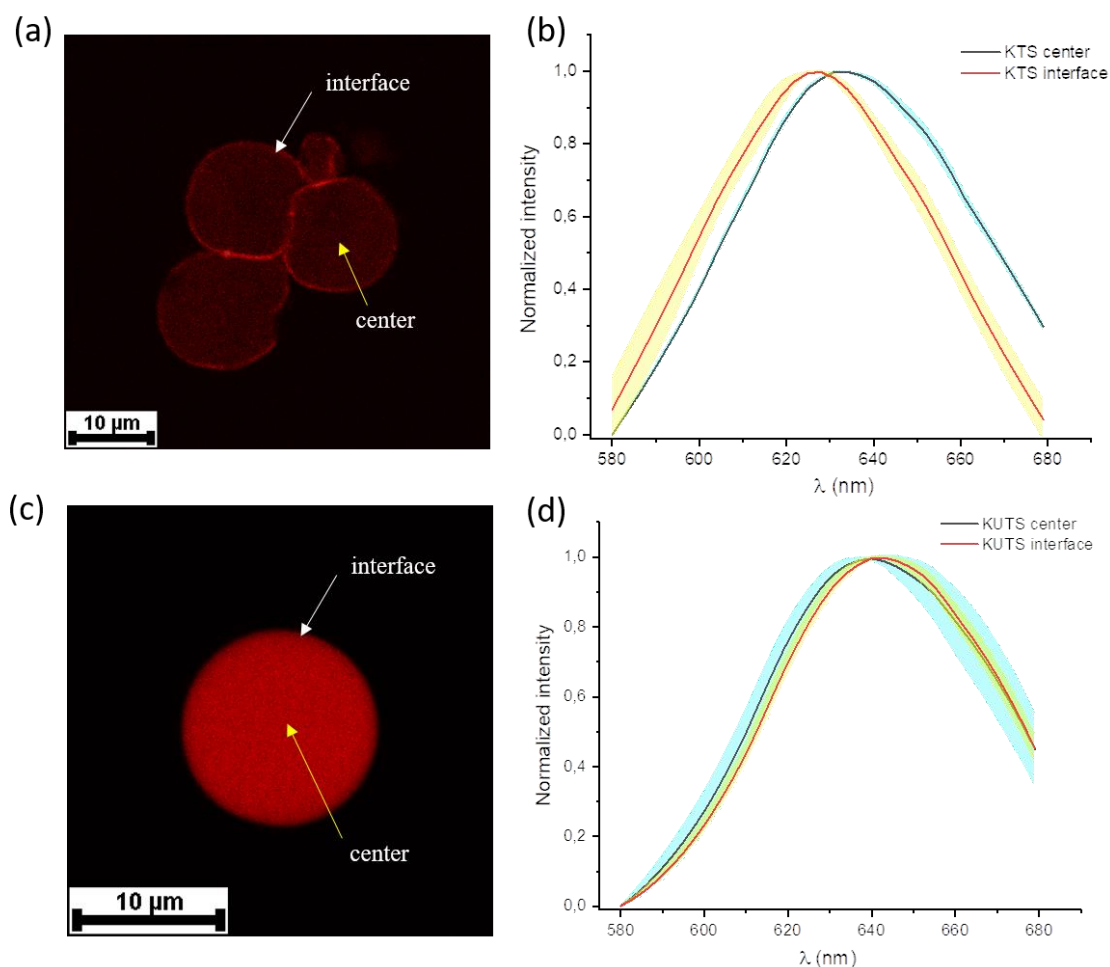 (a)
interface
center
10 µm
(b)
KTS center
KTS interface
1,0
0,8
0,6
0,4
0,2
0,0
Normalized intensity
580 600 620 640 660 680
λ (nm)
(c)
interface
center
10 µm
(d)
KUTS center
KUTS interface
1,0
0,8
0,6
0,4
0,2
0,0
Normalized intensity
580 600 620 640 660 680
λ (nm)